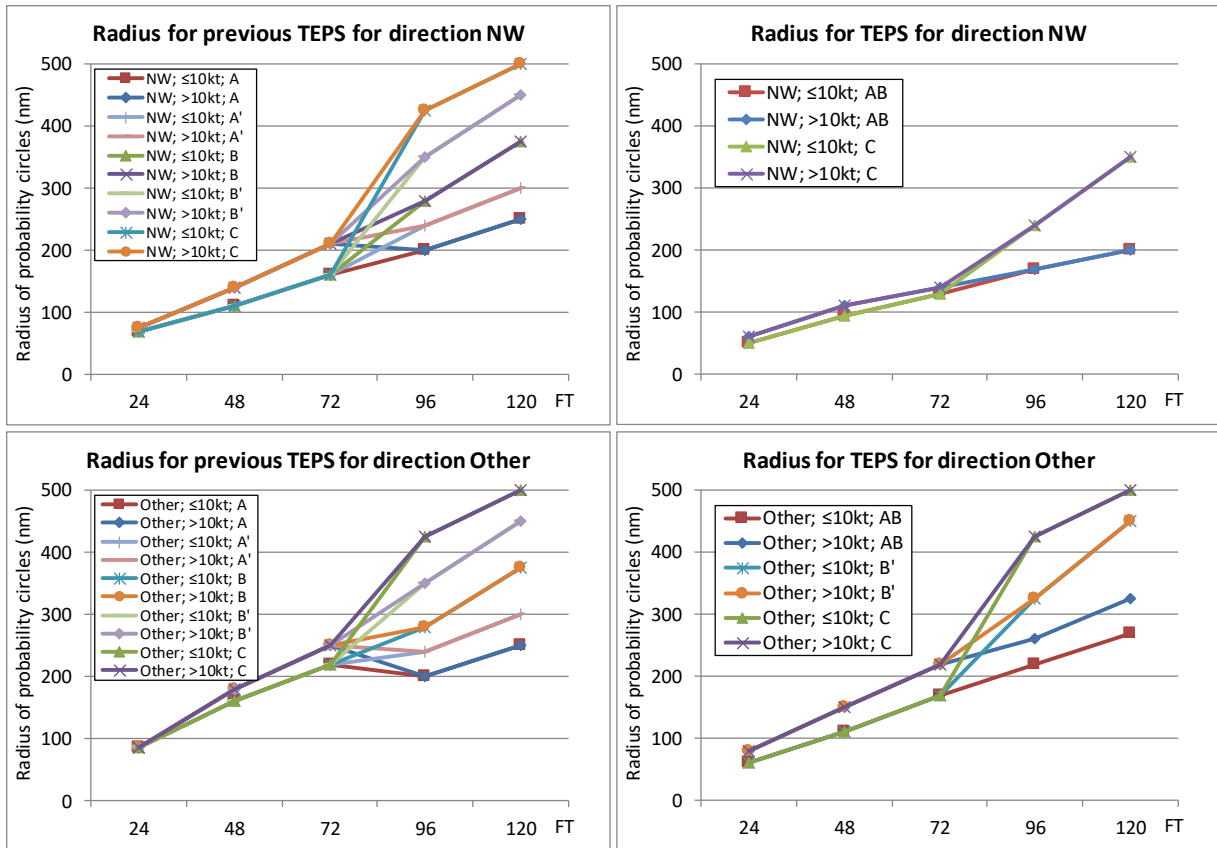 Radius for previous TEPS for direction NW
Radius of probability circles (nm)
500
400
300
200
100
0
NW; ≤10kt; A
NW; >10kt; A
NW; ≤10kt; A'
NW; >10kt; A'
NW; ≤10kt; B
NW; >10kt; B
NW; ≤10kt; B'
NW; >10kt; B'
NW; ≤10kt; C
NW; >10kt; C
24 48 72 96 120 FT
Radius for TEPS for direction NW
Radius of probability circles (nm)
500
400
300
200
100
0
NW; ≤10kt; AB
NW; >10kt; AB
NW; ≤10kt; C
NW; >10kt; C
24 48 72 96 120 FT
Radius for previous TEPS for direction Other
Radius of probability circles (nm)
500
400
300
200
100
0
Other; ≤10kt; A
Other; >10kt; A
Other; ≤10kt; A'
Other; >10kt; A'
Other; ≤10kt; B
Other; >10kt; B
Other; ≤10kt; B'
Other; >10kt; B'
Other; ≤10kt; C
Other; >10kt; C
24 48 72 96 120 FT
Radius for TEPS for direction Other
Radius of probability circles (nm)
500
400
300
200
100
0
Other; ≤10kt; AB
Other; >10kt; AB
Other; ≤10kt; B'
Other; >10kt; B'
Other; ≤10kt; C
Other; >10kt; C
24 48 72 96 120 FT